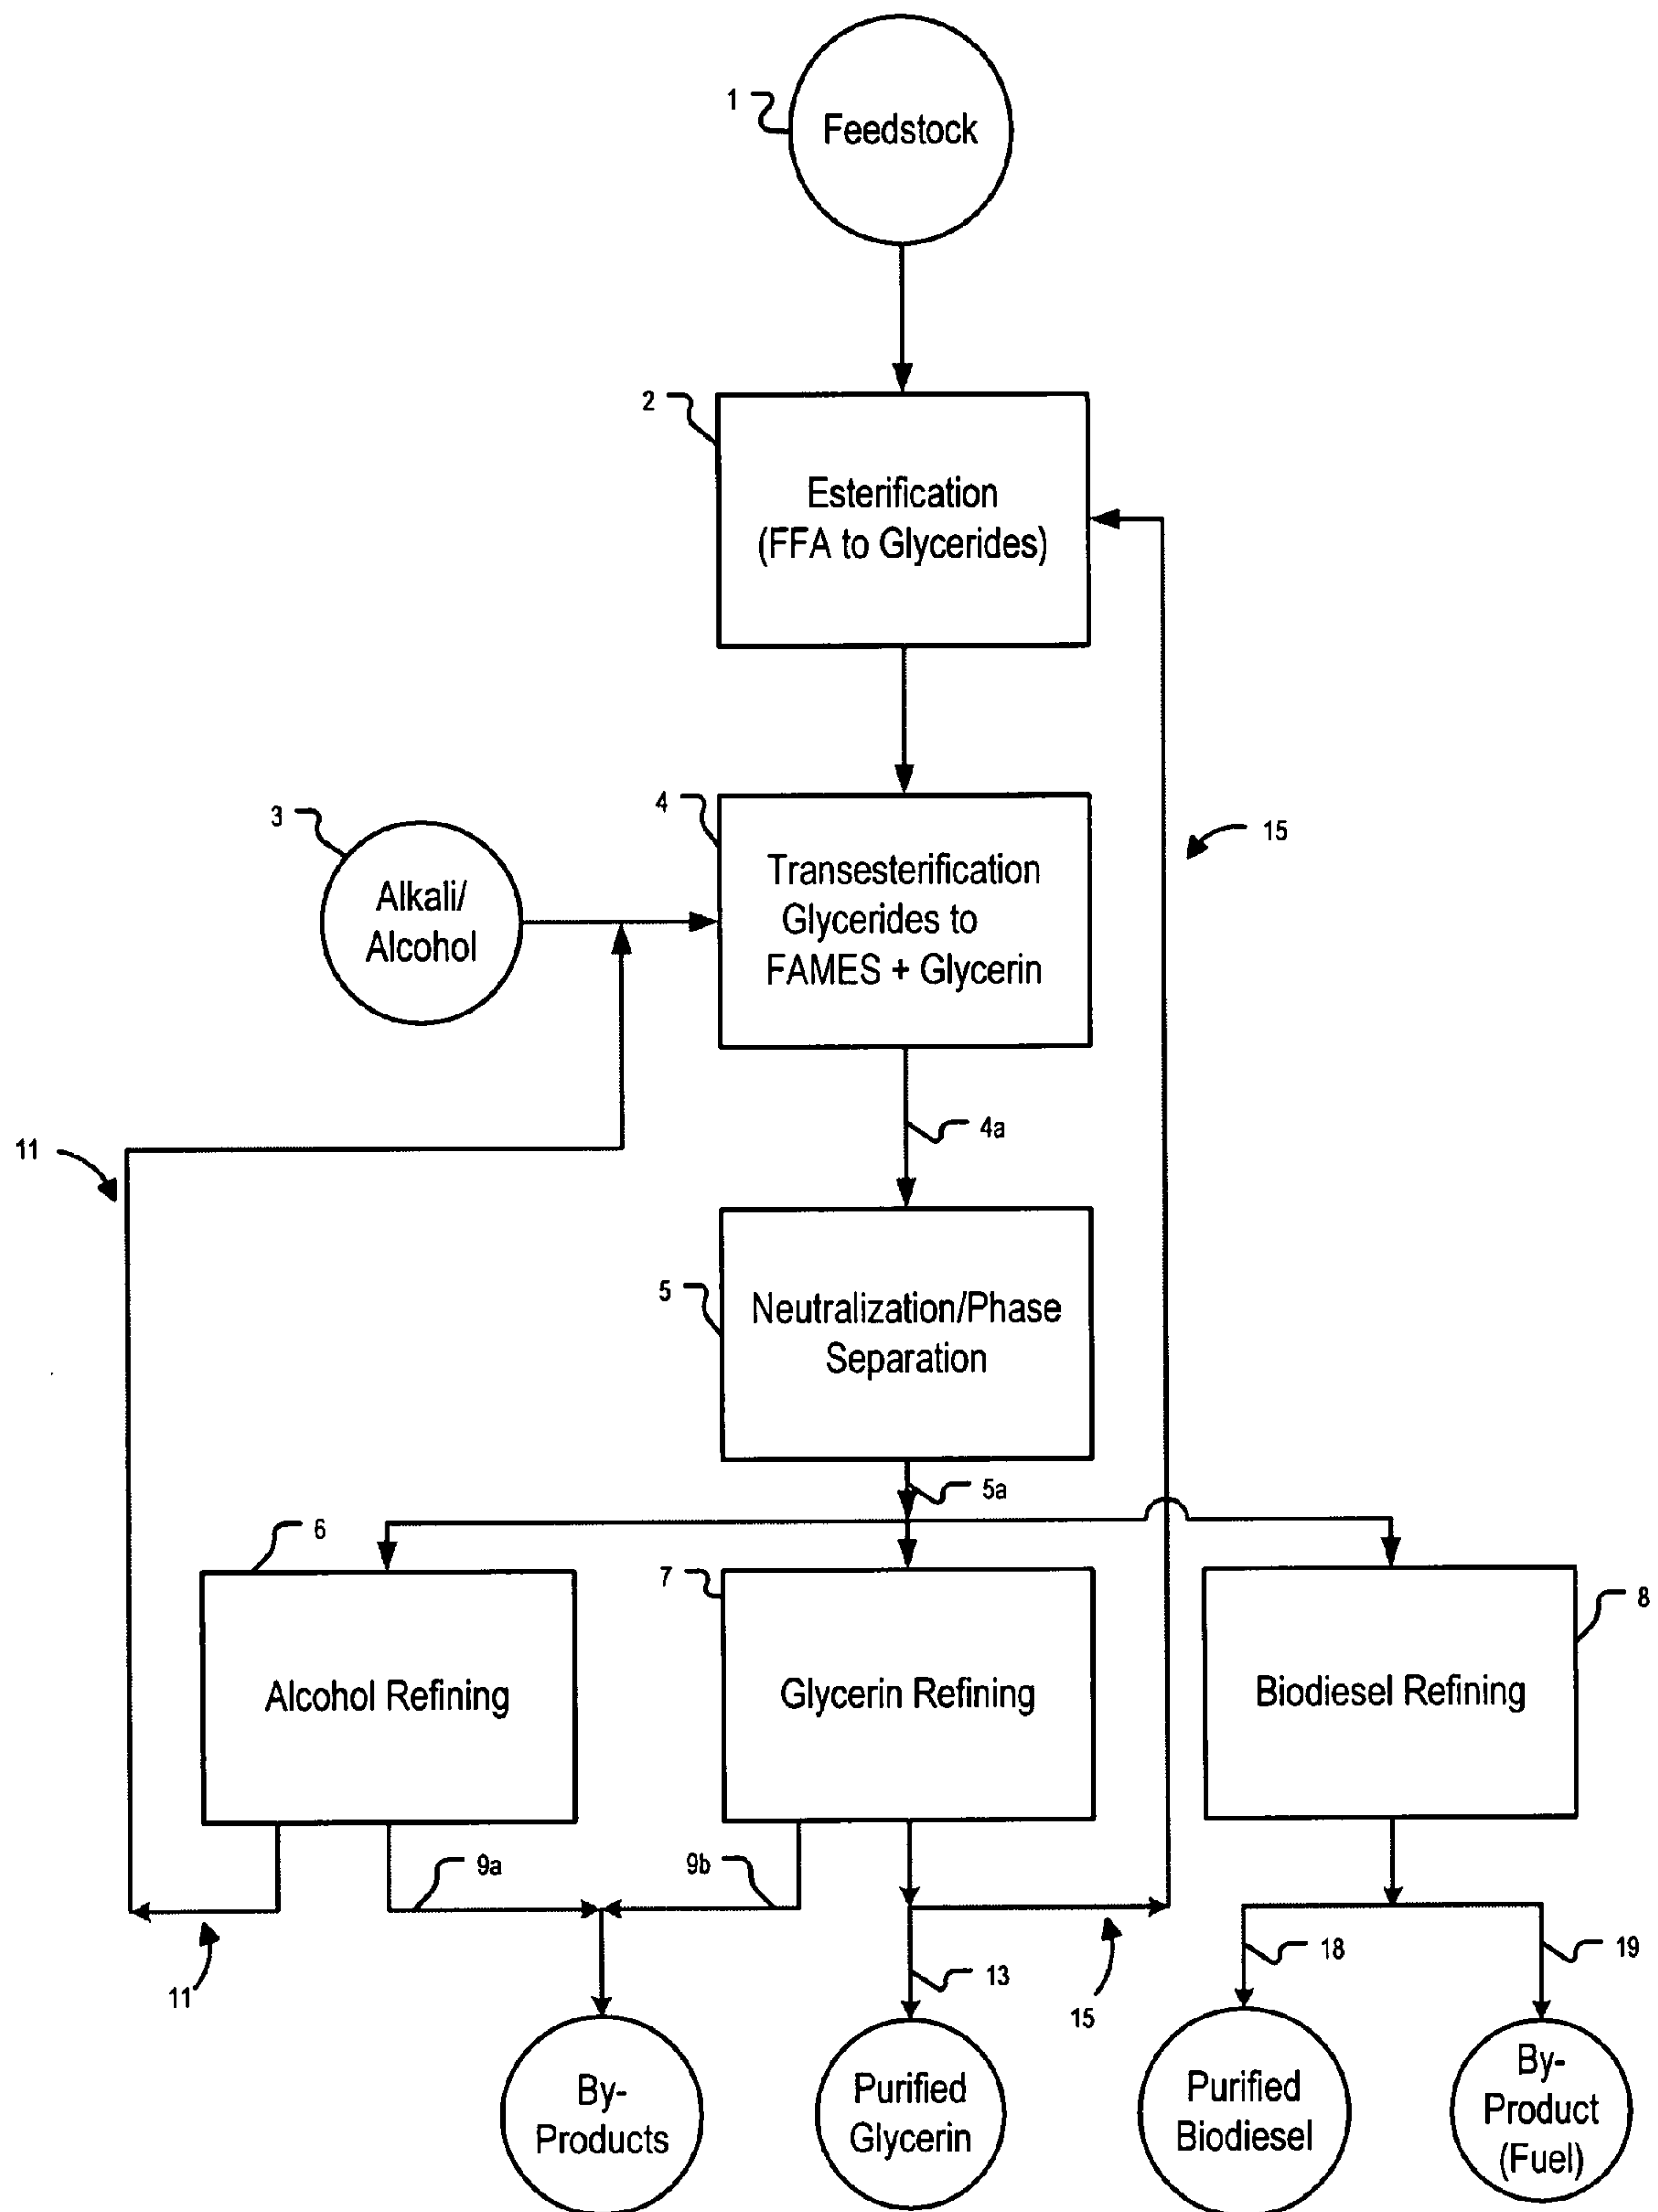 1
Feedstock
2
Esterification
(FFA to Glycerides)
3
Alkali/
Alcohol
4
Transesterification
Glycerides to
FAMES + Glycerin
15
4a
11
5
Neutralization/Phase
Separation
5a
6
Alcohol Refining
7
Glycerin Refining
8
Biodiesel Refining
9a
9b
11
13
15
18
19
By-
Products
Purified
Glycerin
Purified
Biodiesel
By-
Product
(Fuel)